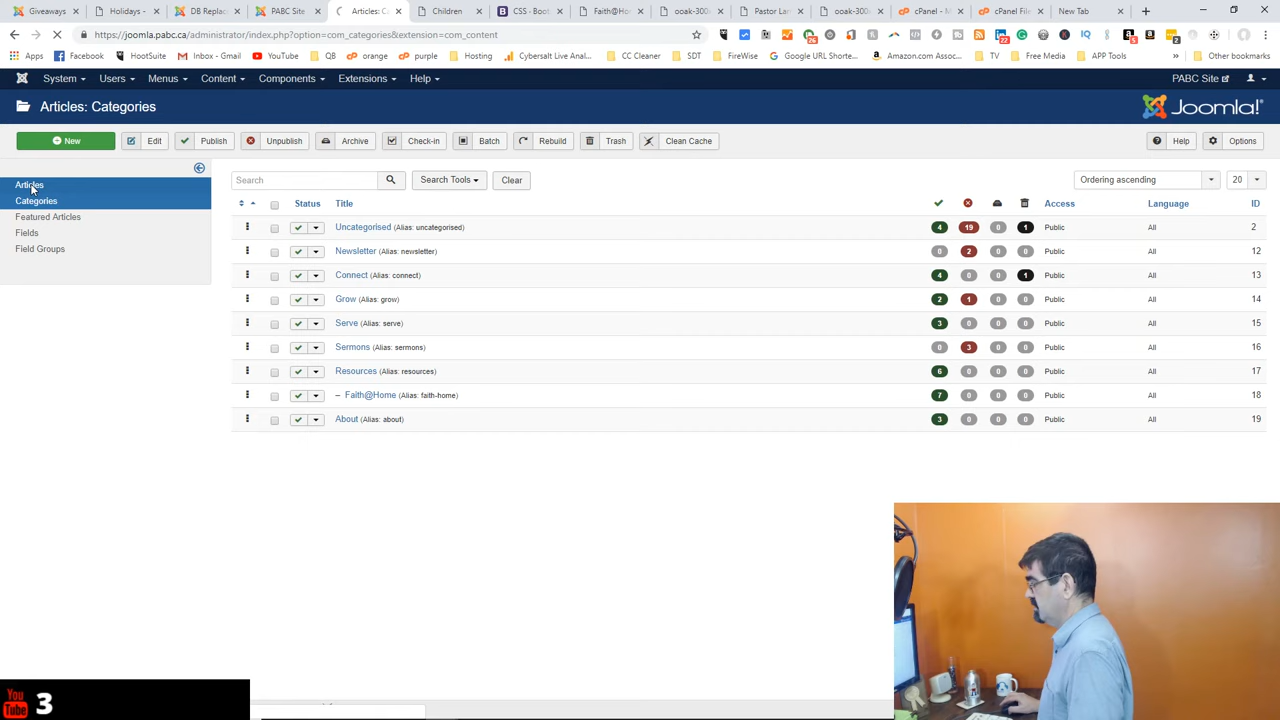 Giveaways
Holidays -
DB Repla
PABC Site
Articles: C
Children
CSS · Boot
Faith@Ho
ooak-300
Pastor Lan
ooak-300
cPanel - M
cPanel File
New Tab
https://joomla.pabc.ca/administrator/index.php?option=com_categories&extension=com_content
Apps Facebook HootSuite Inbox - Gmail YouTube QB orange purple Hosting Cybersalt Live Anal... CC Cleaner SDT FireWise Google URL Shorte... Amazon.com Assoc... TV Free Media APP Tools » Other bookmarks
System Users Menus Content Components Extensions Help PABC Site
Articles: Categories Joomla!
New Edit Publish Unpublish Archive Check-in Batch Rebuild Trash Clean Cache Help Options
Articles
Categories
Featured Articles
Fields
Field Groups
Search Search Tools Clear Ordering ascending 20
Status Title Access Language ID
Uncategorised (Alias: uncategorised) 4 19 0 1 Public All 2
Newsletter (Alias: newsletter) 0 2 0 0 Public All 12
Connect (Alias: connect) 4 0 0 1 Public All 13
Grow (Alias: grow) 2 1 0 0 Public All 14
Serve (Alias: serve) 3 0 0 0 Public All 15
Sermons (Alias: sermons) 0 3 0 0 Public All 16
Resources (Alias: resources) 6 0 0 0 Public All 17
– Faith@Home (Alias: faith-home) 7 0 0 0 Public All 18
About (Alias: about) 3 0 0 0 Public All 19
You Tube 3